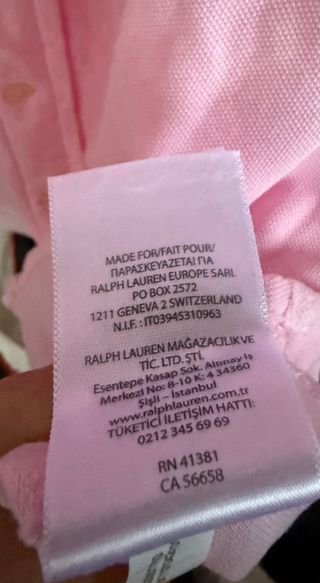 MADE FOR/FAIT POUR/
ΠΑΡΑΣΚΕΥΑΖΕΤΑΙ ΓΙΑ
RALPH LAUREN EUROPE SARL
PO BOX 2572
1211 GENEVA 2 SWITZERLAND
N.I.F. : IT03945310963
RALPH LAUREN MAĞAZACILIK VE
TİC. LTD. ŞTİ.
Esentepe Kasap Sok. Altınay İş
Merkezi No: 8-10 K: 4 34360
Şişli – İstanbul
www.ralphlauren.com.tr
TÜKETİCİ İLETİŞİM HATTI:
0212 345 69 69
RN 41381
CA 56658